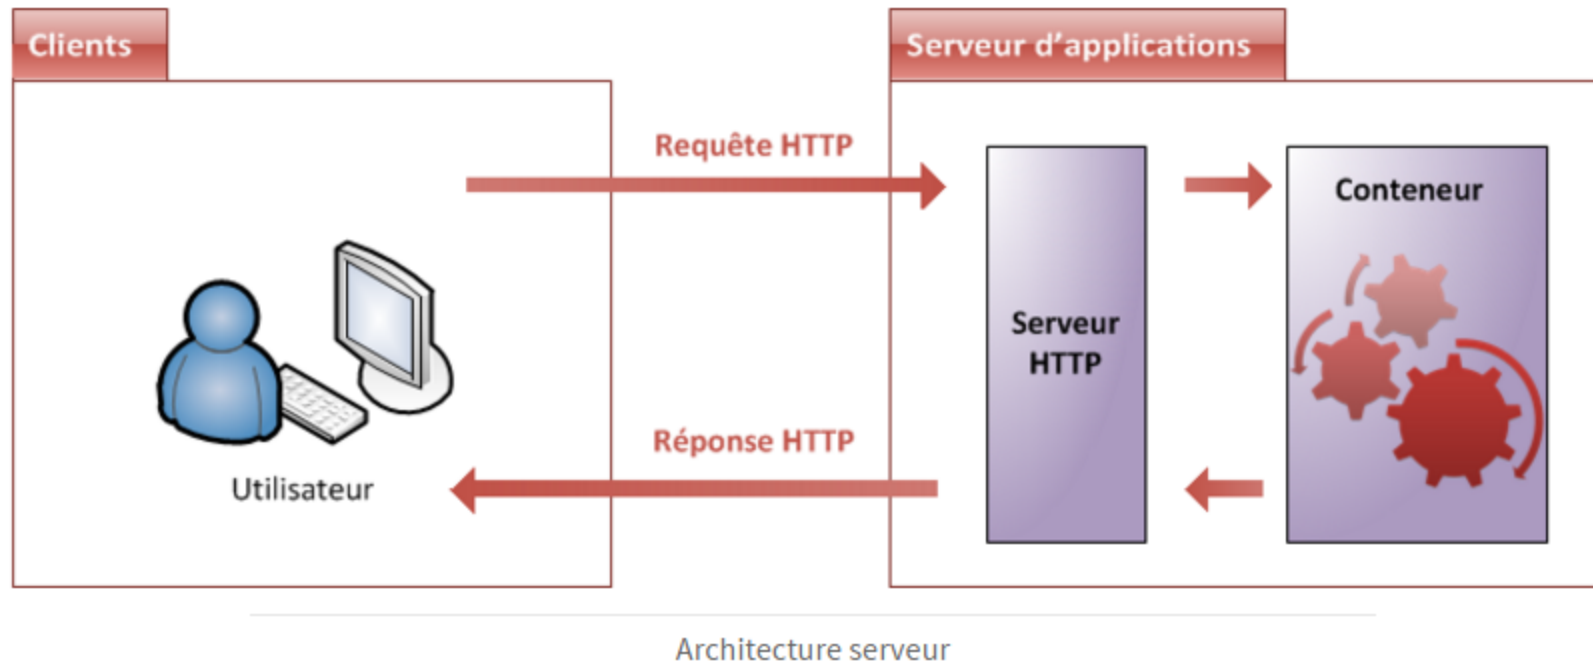 Clients
Serveur d'applications
Requête HTTP
Conteneur
Serveur
HTTP
Réponse HTTP
Utilisateur
Architecture serveur